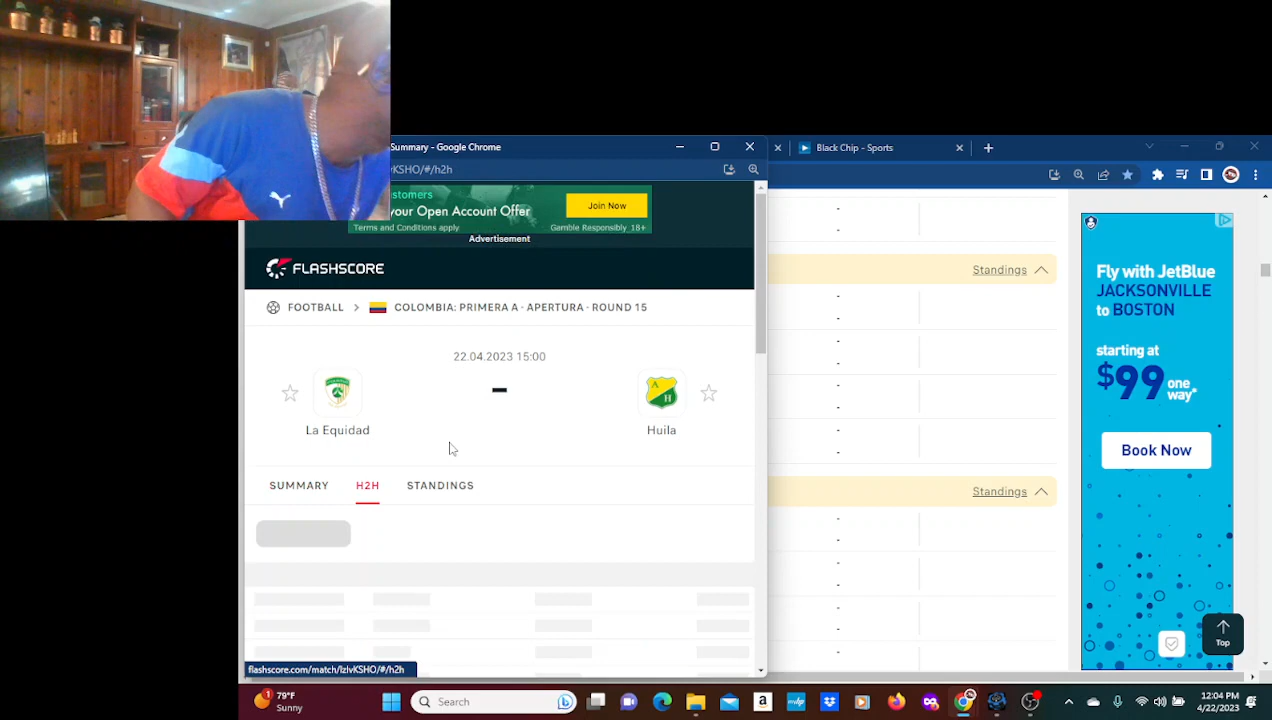 Summary - Google Chrome
Black Chip - Sports
KSHO/#/h2h
your Open Account Offer
Join Now
Terms and Conditions apply
Gamble Responsibly 18+
Advertisement
FLASHSCORE
FOOTBALL > COLOMBIA: PRIMERA A - APERTURA - ROUND 15
22.04.2023 15:00
-
La Equidad
Huila
SUMMARY H2H STANDINGS
flashscore.com/match/lzlvKSHO/#/h2h
Standings
Standings
Fly with JetBlue
JACKSONVILLE
to BOSTON
starting at
$99 one way*
Book Now
Top
79°F
Sunny
Search
12:04 PM
4/22/2023